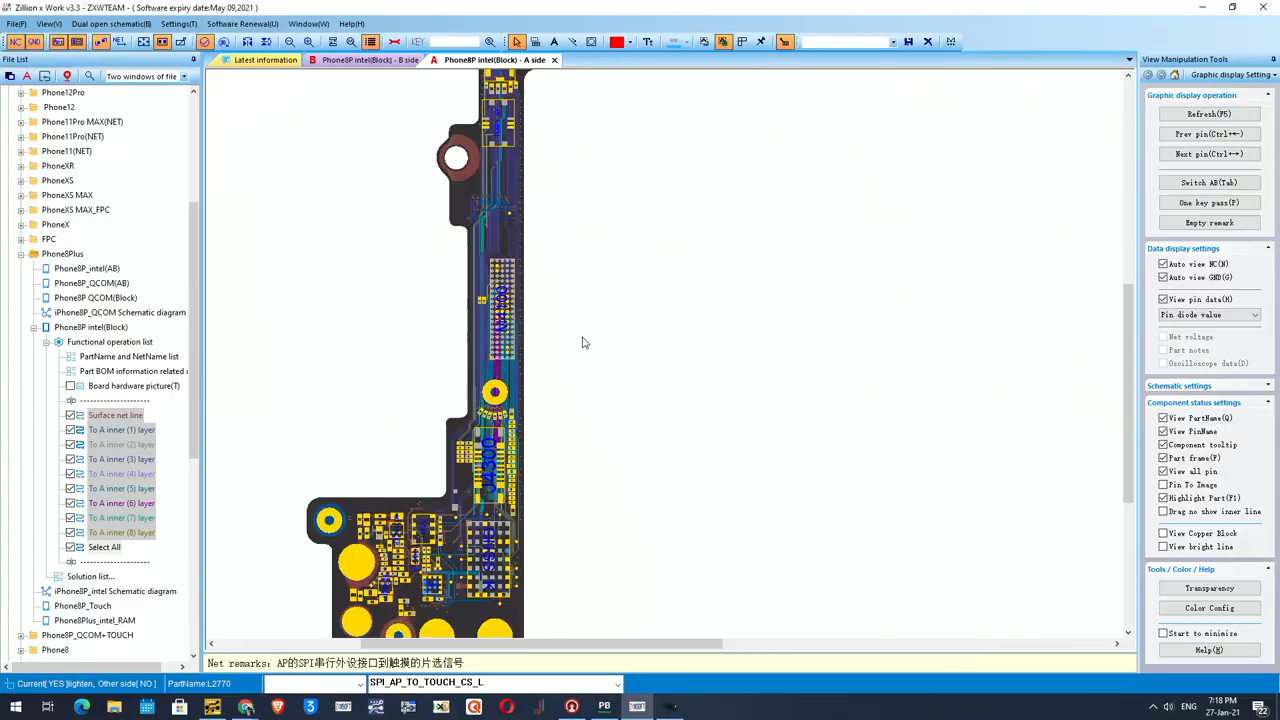 Zillion x Work v3.3 - ZXWTEAM - ( Software expiry date:May 09,2021 )
File(F) View(V) Dual open schematic(B) Settings(T) Software Renewal(U) Window(W) Help(H)
NC GND NET KEY
File List
Latest information
B Phone8P intel(Block) - B side
A Phone8P intel(Block) - A side
View Manipulation Tools
Two windows of file
Graphic display Setting
Phone12Pro
Phone12
Phone11Pro MAX(NET)
Phone11Pro(NET)
Phone11(NET)
PhoneXR
PhoneXS
PhoneXS MAX
PhoneXS MAX_FPC
PhoneX
FPC
Phone8Plus
Phone8P_intel(AB)
Phone8P_QCOM(AB)
Phone8P QCOM(Block)
iPhone8P_QCOM Schematic diagram
Phone8P intel(Block)
Functional operation list
PartName and NetName list
Part BOM information related c
Board hardware picture(T)
--------------------
Surface net line
To A inner (1) layer
To A inner (2) layer
To A inner (3) layer
To A inner (4) layer
To A inner (5) layer
To A inner (6) layer
To A inner (7) layer
To A inner (8) layer
Select All
--------------------
Solution list...
iPhone8P_intel Schematic diagram
Phone8P_Touch
Phone8Plus_intel_RAM
Phone8P_QCOM+TOUCH
Phone8
Graphic display operation
Refresh(F5)
Prev pin(Ctrl+←)
Next pin(Ctrl+→)
Switch AB(Tab)
One key pass(P)
Empty remark
Data display settings
Auto view NC(N)
Auto view GND(G)
View pin data(H)
Pin diode value
Net voltage
Part notes
Oscilloscope data(D)
Schematic settings
Component status settings
View PartName(Q)
View PinName
Component tooltip
Part frame(F)
View all pin
Pin To Image
Highlight Part(F1)
Drag no show inner line
View Copper Block
View bright line
Tools / Color / Help
Transparency
Color Config
Start to minimize
Help(M)
Net remarks: AP的SPI串行外设接口到触摸的片选信号
Current[ YES ]lighten, Other side[ NO ] PartName:L2770 SPI_AP_TO_TOUCH_CS_L
PB
ENG
7:18 PM
27-Jan-21
22